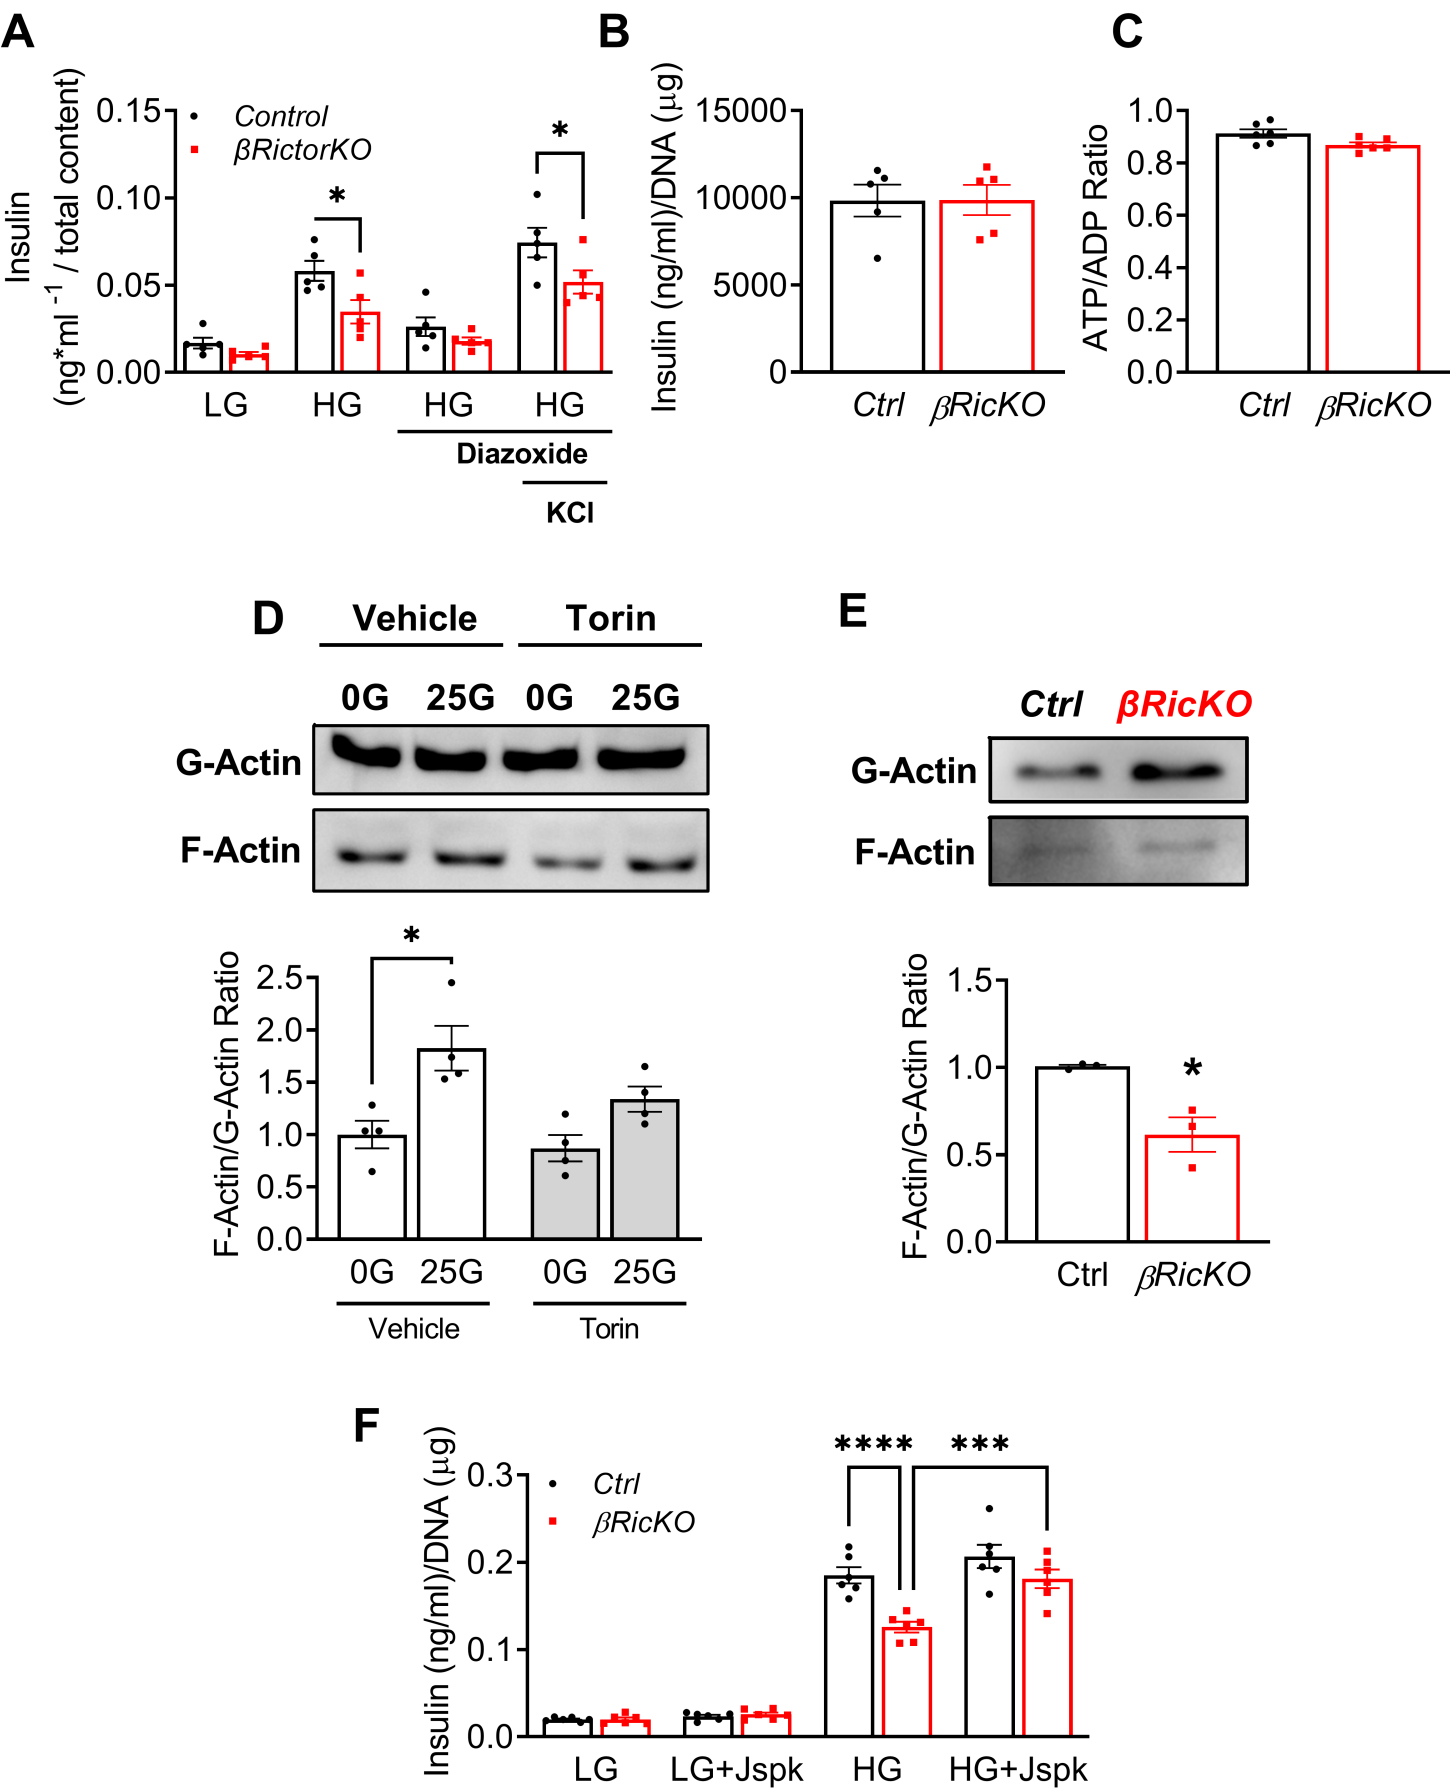 A
Insulin
(ng*ml -1 / total content)
0.15
0.10
0.05
0.00
Control
βRictorKO
*
*
LG
HG
HG
HG
Diazoxide
KCl
B
Insulin (ng/ml)/DNA (μg)
15000
10000
5000
0
Ctrl
βRicKO
C
ATP/ADP Ratio
1.0
0.8
0.6
0.4
0.2
0.0
Ctrl
βRicKO
D
Vehicle
Torin
0G 25G 0G 25G
G-Actin
F-Actin
F-Actin/G-Actin Ratio
2.5
2.0
1.5
1.0
0.5
0.0
*
0G 25G 0G 25G
Vehicle
Torin
E
Ctrl βRicKO
G-Actin
F-Actin
F-Actin/G-Actin Ratio
1.5
1.0
0.5
0.0
*
Ctrl βRicKO
F
Insulin (ng/ml)/DNA (μg)
0.3
0.2
0.1
0.0
Ctrl
βRicKO
**** ***
LG LG+Jspk HG HG+Jspk